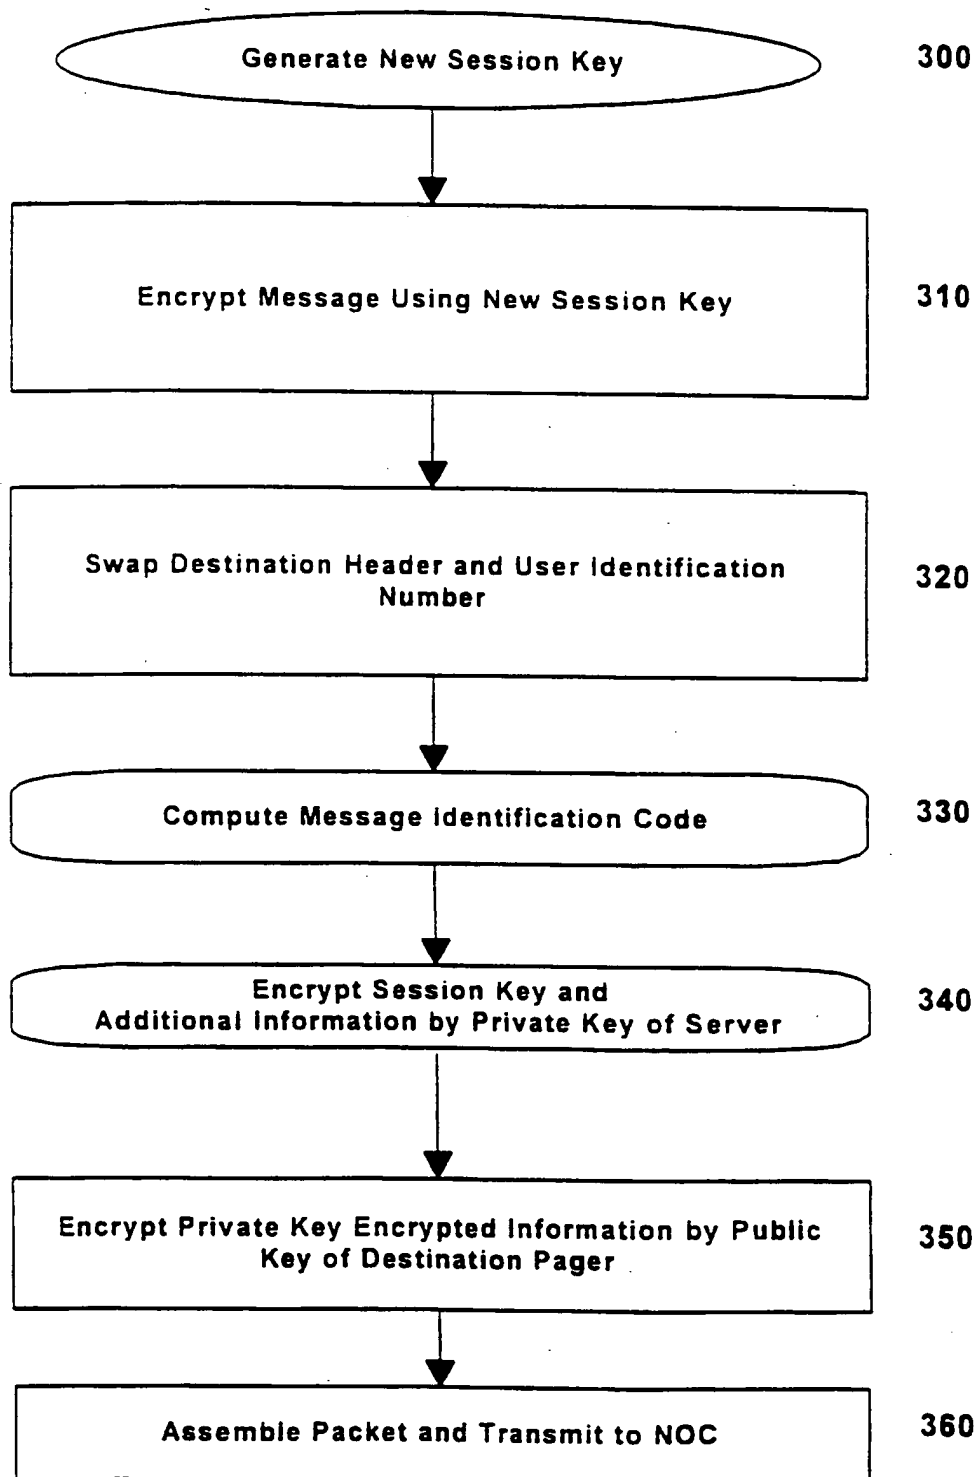 Generate New Session Key
300
Encrypt Message Using New Session Key
310
Swap Destination Header and User Identification
Number
320
Compute Message Identification Code
330
Encrypt Session Key and
Additional Information by Private Key of Server
340
Encrypt Private Key Encrypted Information by Public
Key of Destination Pager
350
Assemble Packet and Transmit to NOC
360